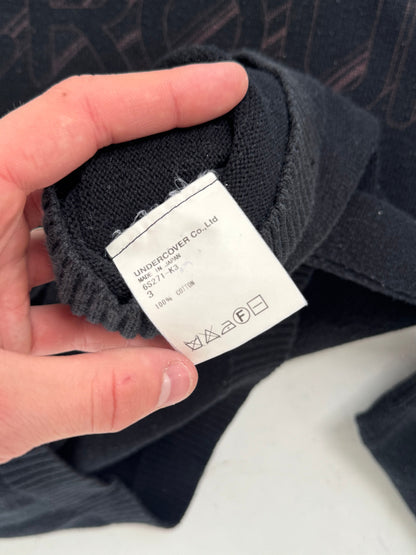 UNDERCOVER Co.,Ltd
MADE IN JAPAN
6S271-K3
3
100% COTTON
F